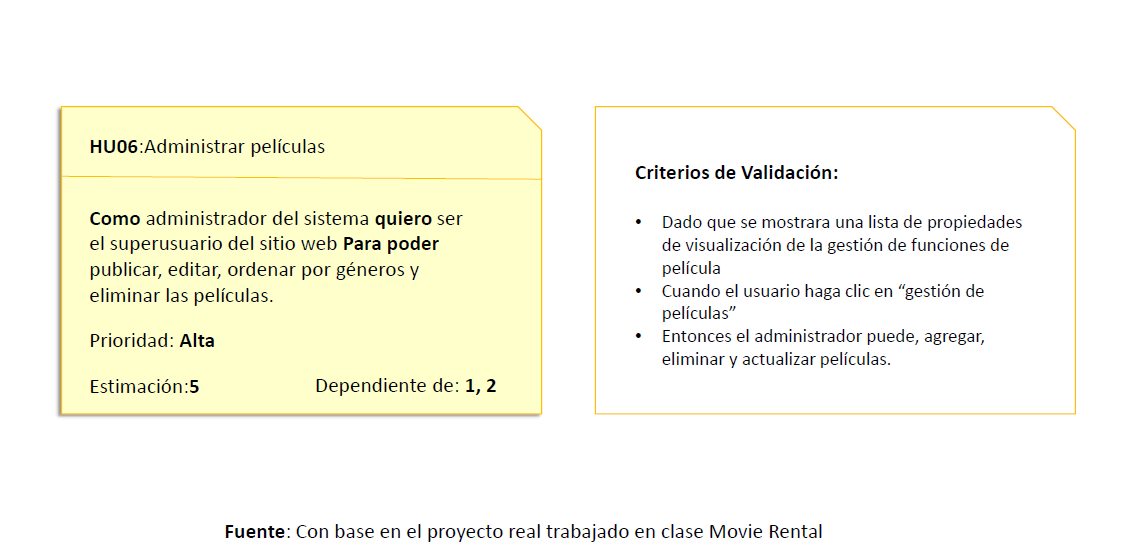 HU06:Administrar películas
Como administrador del sistema quiero ser
el superusuario del sitio web Para poder
publicar, editar, ordenar por géneros y
eliminar las películas.
Prioridad: Alta
Estimación:5
Dependiente de: 1, 2
Criterios de Validación:
• Dado que se mostrara una lista de propiedades
de visualización de la gestión de funciones de
película
• Cuando el usuario haga clic en “gestión de
películas”
• Entonces el administrador puede, agregar,
eliminar y actualizar películas.
Fuente: Con base en el proyecto real trabajado en clase Movie Rental